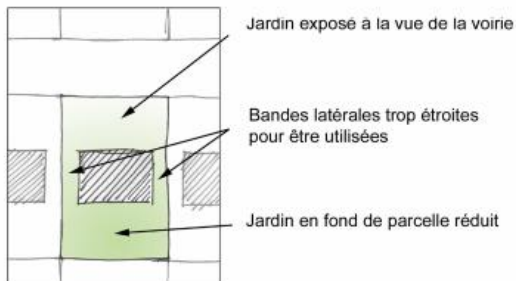 Jardin exposé à la vue de la voirie
Bandes latérales trop étroites
pour être utilisées
Jardin en fond de parcelle réduit